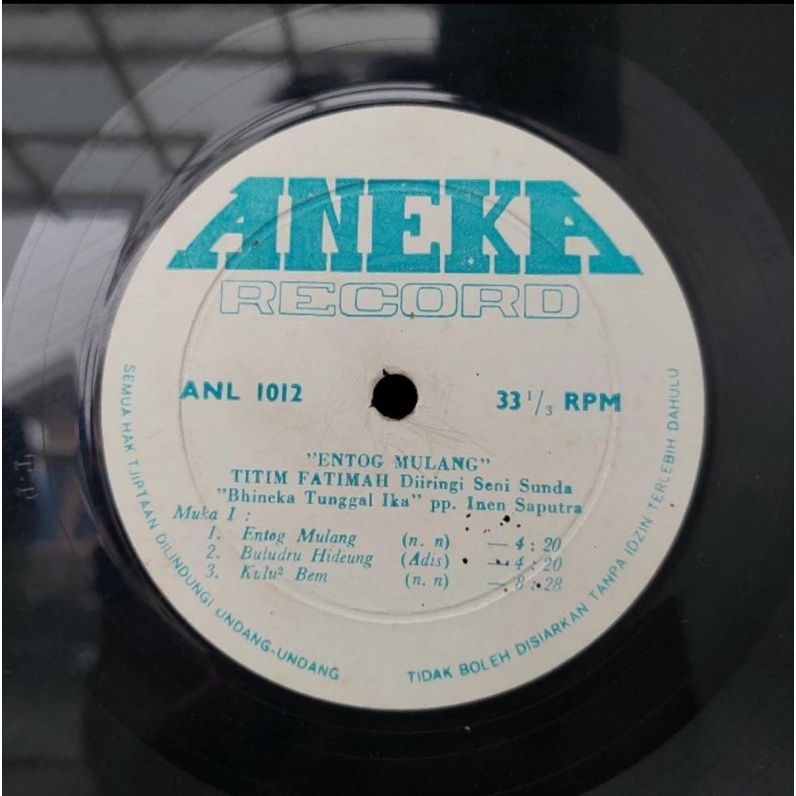 ANEKA
RECORD
ANL 1012
33 1/3 RPM
"ENTOG MULANG"
TITIM FATIMAH Diiringi Seni Sunda
"Bhineka Tunggal Ika" pp. Inen Saputra
Muka I :
1. Entog Mulang (n. n) — 4 : 20
2. Buludru Hideung (Adis) — 4 : 20
3. Kulu² Bem (n. n) — 8 : 28
SEMUA HAK TJIPTAAN DILINDUNGI UNDANG-UNDANG
TIDAK BOLEH DISIARKAN TANPA IDZIN TERLEBIH DAHULU